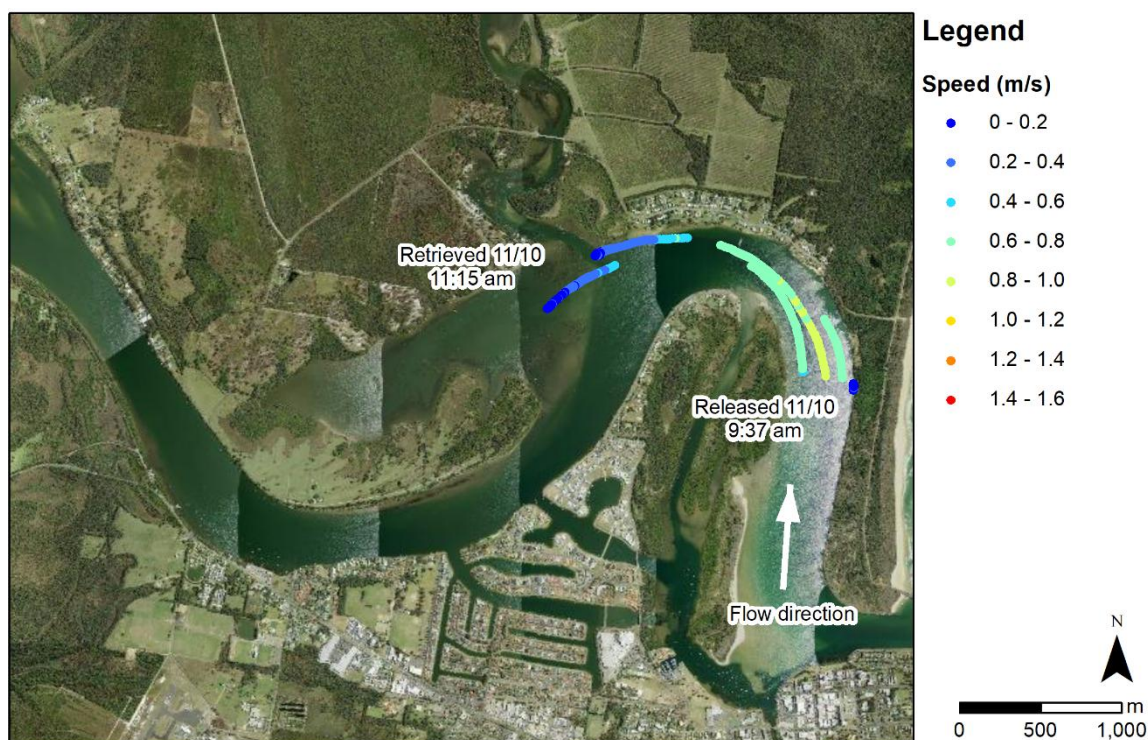 Legend
Speed (m/s)
0 - 0.2
0.2 - 0.4
0.4 - 0.6
0.6 - 0.8
0.8 - 1.0
1.0 - 1.2
1.2 - 1.4
1.4 - 1.6
Retrieved 11/10
11:15 am
Released 11/10
9:37 am
Flow direction
N
m
0 500 1,000